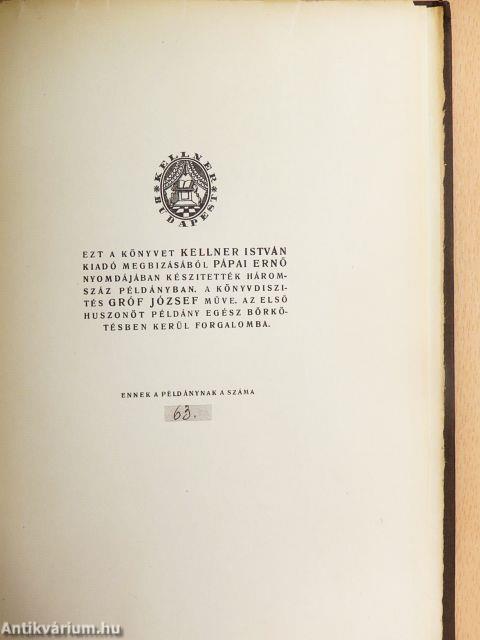 KELLNER
BUDAPEST
EZT A KÖNYVET KELLNER ISTVÁN
KIADÓ MEGBIZÁSÁBÓL PÁPAI ERNŐ
NYOMDÁJÁBAN KÉSZITETTÉK HÁROM-
SZÁZ PÉLDÁNYBAN. A KÖNYVDISZI-
TÉS GRÓF JÓZSEF MŰVE. AZ ELSŐ
HUSZONÖT PÉLDÁNY EGÉSZ BŐRKÖ-
TÉSBEN KERÜL FORGALOMBA.
ENNEK A PÉLDÁNYNAK A SZÁMA
63.
Antikvárium.hu